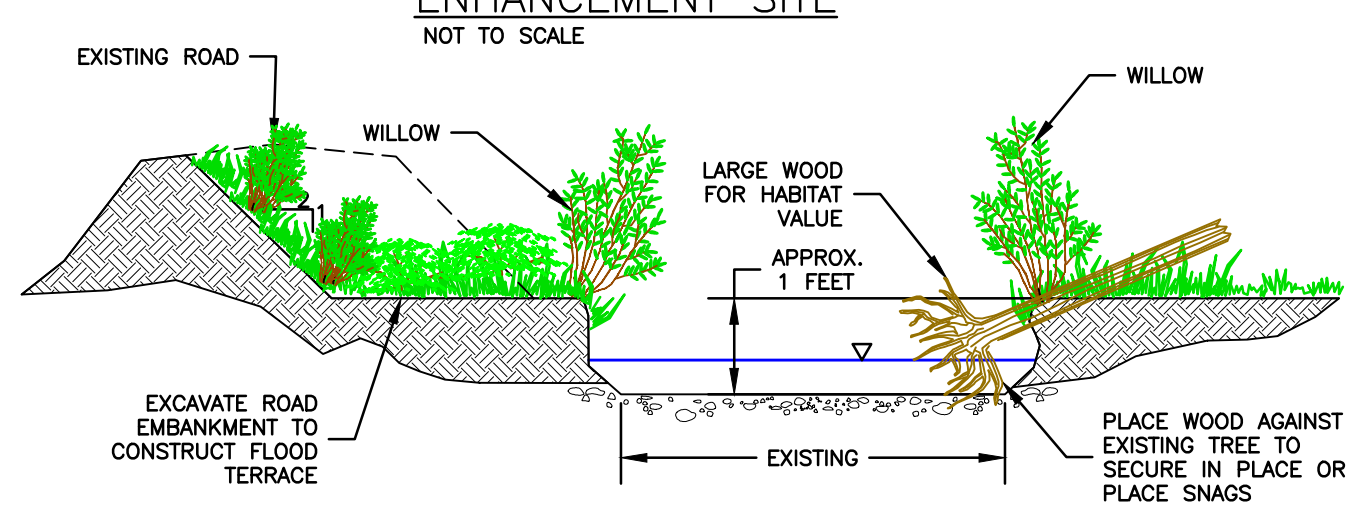 ENHANCEMENT SITE
NOT TO SCALE
EXISTING ROAD
WILLOW
WILLOW
LARGE WOOD
FOR HABITAT
VALUE
2
1
APPROX.
1 FEET
EXCAVATE ROAD
EMBANKMENT TO
CONSTRUCT FLOOD
TERRACE
EXISTING
PLACE WOOD AGAINST
EXISTING TREE TO
SECURE IN PLACE OR
PLACE SNAGS